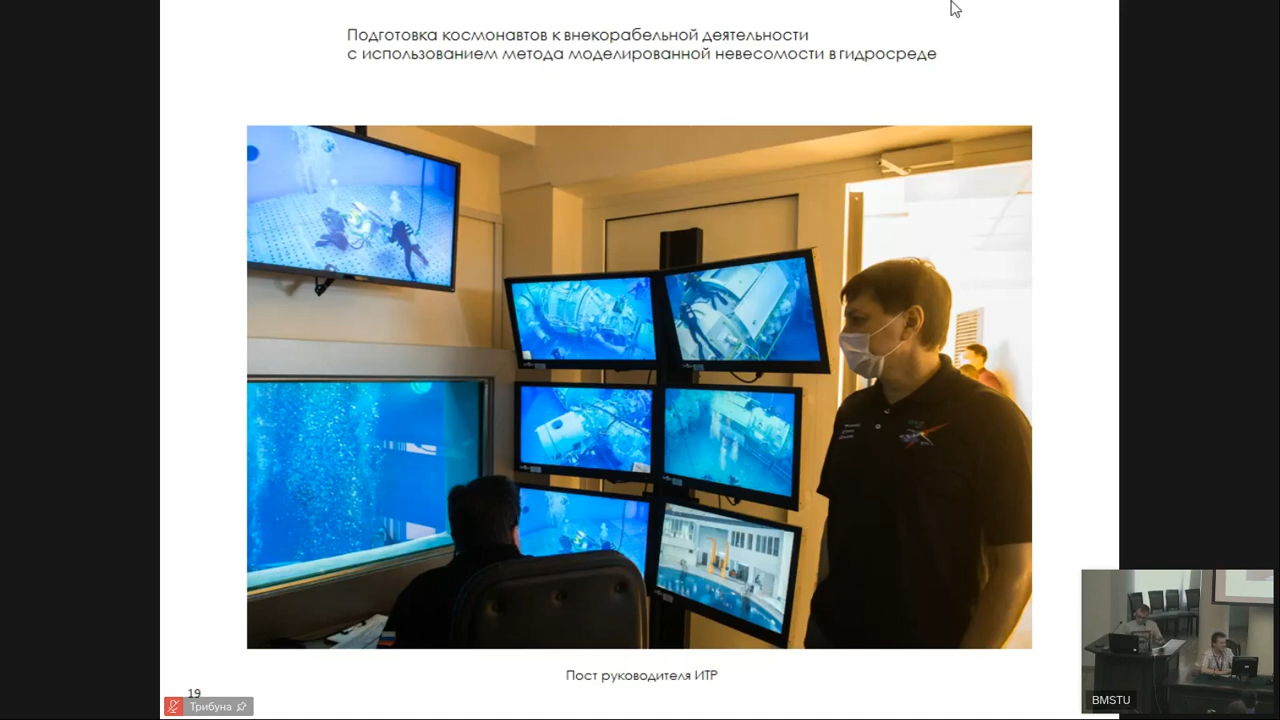 Подготовка космонавтов к внекорабельной деятельности
с использованием метода моделированной невесомости в гидросреде
Пост руководителя ИТР
19
Трибуна
BMSTU